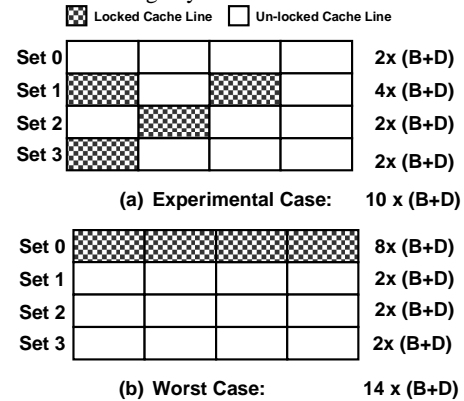 Locked Cache Line Un-locked Cache Line
Set 0 2x (B+D)
Set 1 4x (B+D)
Set 2 2x (B+D)
Set 3 2x (B+D)
(a) Experimental Case: 10 x (B+D)
Set 0 8x (B+D)
Set 1 2x (B+D)
Set 2 2x (B+D)
Set 3 2x (B+D)
(b) Worst Case: 14 x (B+D)